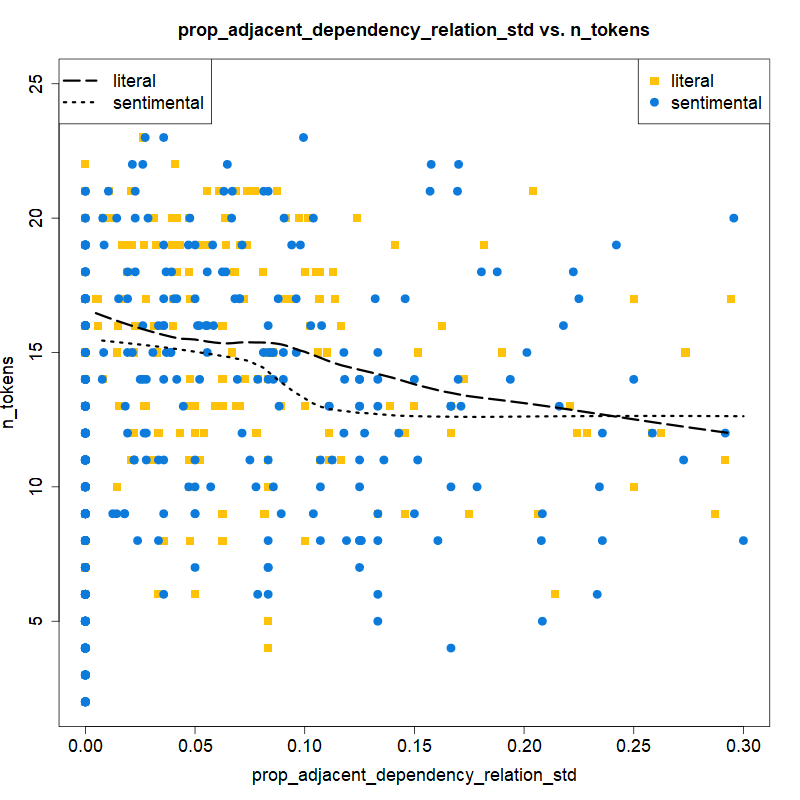 prop_adjacent_dependency_relation_std vs. n_tokens
literal
sentimental
literal
sentimental
n_tokens
25
20
15
10
5
0.00 0.05 0.10 0.15 0.20 0.25 0.30
prop_adjacent_dependency_relation_std